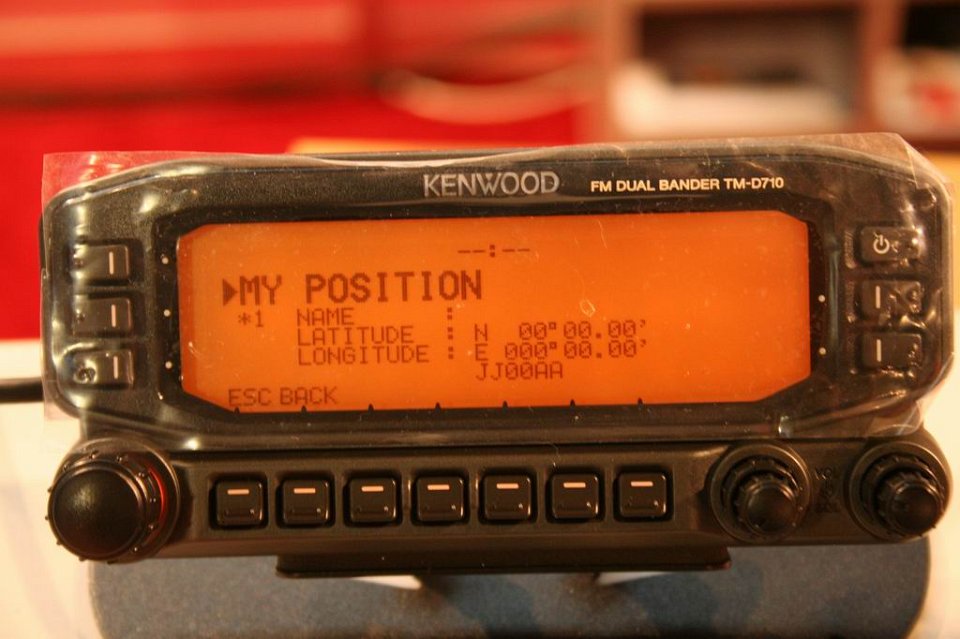 KENWOOD FM DUAL BANDER TM-D710
--:--
▶MY POSITION
*1 NAME :
LATITUDE : N 00°00.00'
LONGITUDE : E 000°00.00'
JJ00AA
ESC BACK